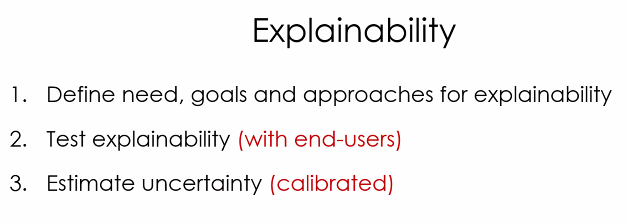 Explainability
1. Define need, goals and approaches for explainability
2. Test explainability (with end-users)
3. Estimate uncertainty (calibrated)